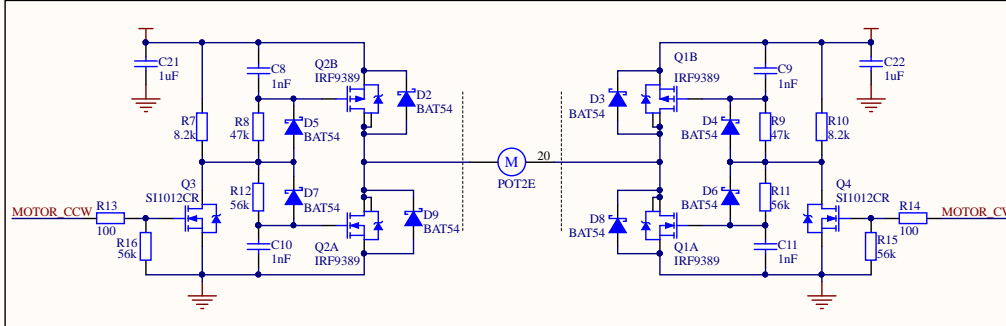 C21
1uF
C8
1nF
Q2B
IRF9389
D2
BAT54
R7
8.2k
R8
47k
D5
BAT54
Q3
SI1012CR
R12
56k
D7
BAT54
MOTOR_CCW
R13
100
R16
56k
C10
1nF
Q2A
IRF9389
D9
BAT54
M
20
POT2E
Q1B
IRF9389
C9
1nF
C22
1uF
D3
BAT54
D4
BAT54
R9
47k
R10
8.2k
D6
BAT54
R11
56k
Q4
SI1012CR
D8
BAT54
Q1A
IRF9389
C11
1nF
R14
100
R15
56k
MOTOR_CW